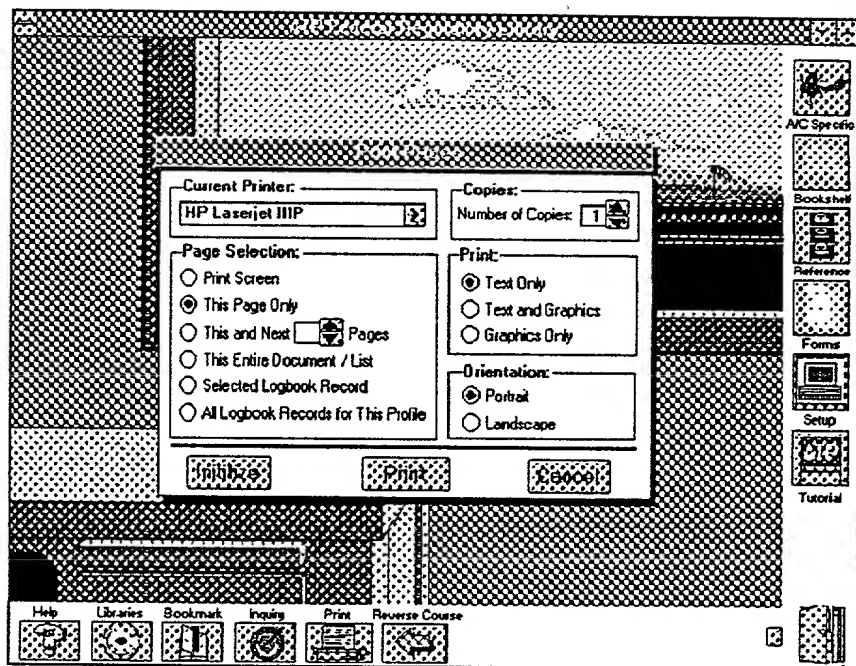 Regulatory Library
A/C Specific
Bookshelf
Reference
Forms
Setup
Tutorial
Current Printer:
HP Laserjet IIIP
Copies:
Number of Copies: 1
Page Selection:
Print Screen
This Page Only
This and Next Pages
This Entire Document / List
Selected Logbook Record
All Logbook Records for This Profile
Print:
Text Only
Text and Graphics
Graphics Only
Orientation:
Portrait
Landscape
Print
Cancel
Help
Libraries
Bookmark
Inquiry
Print
Reverse Course